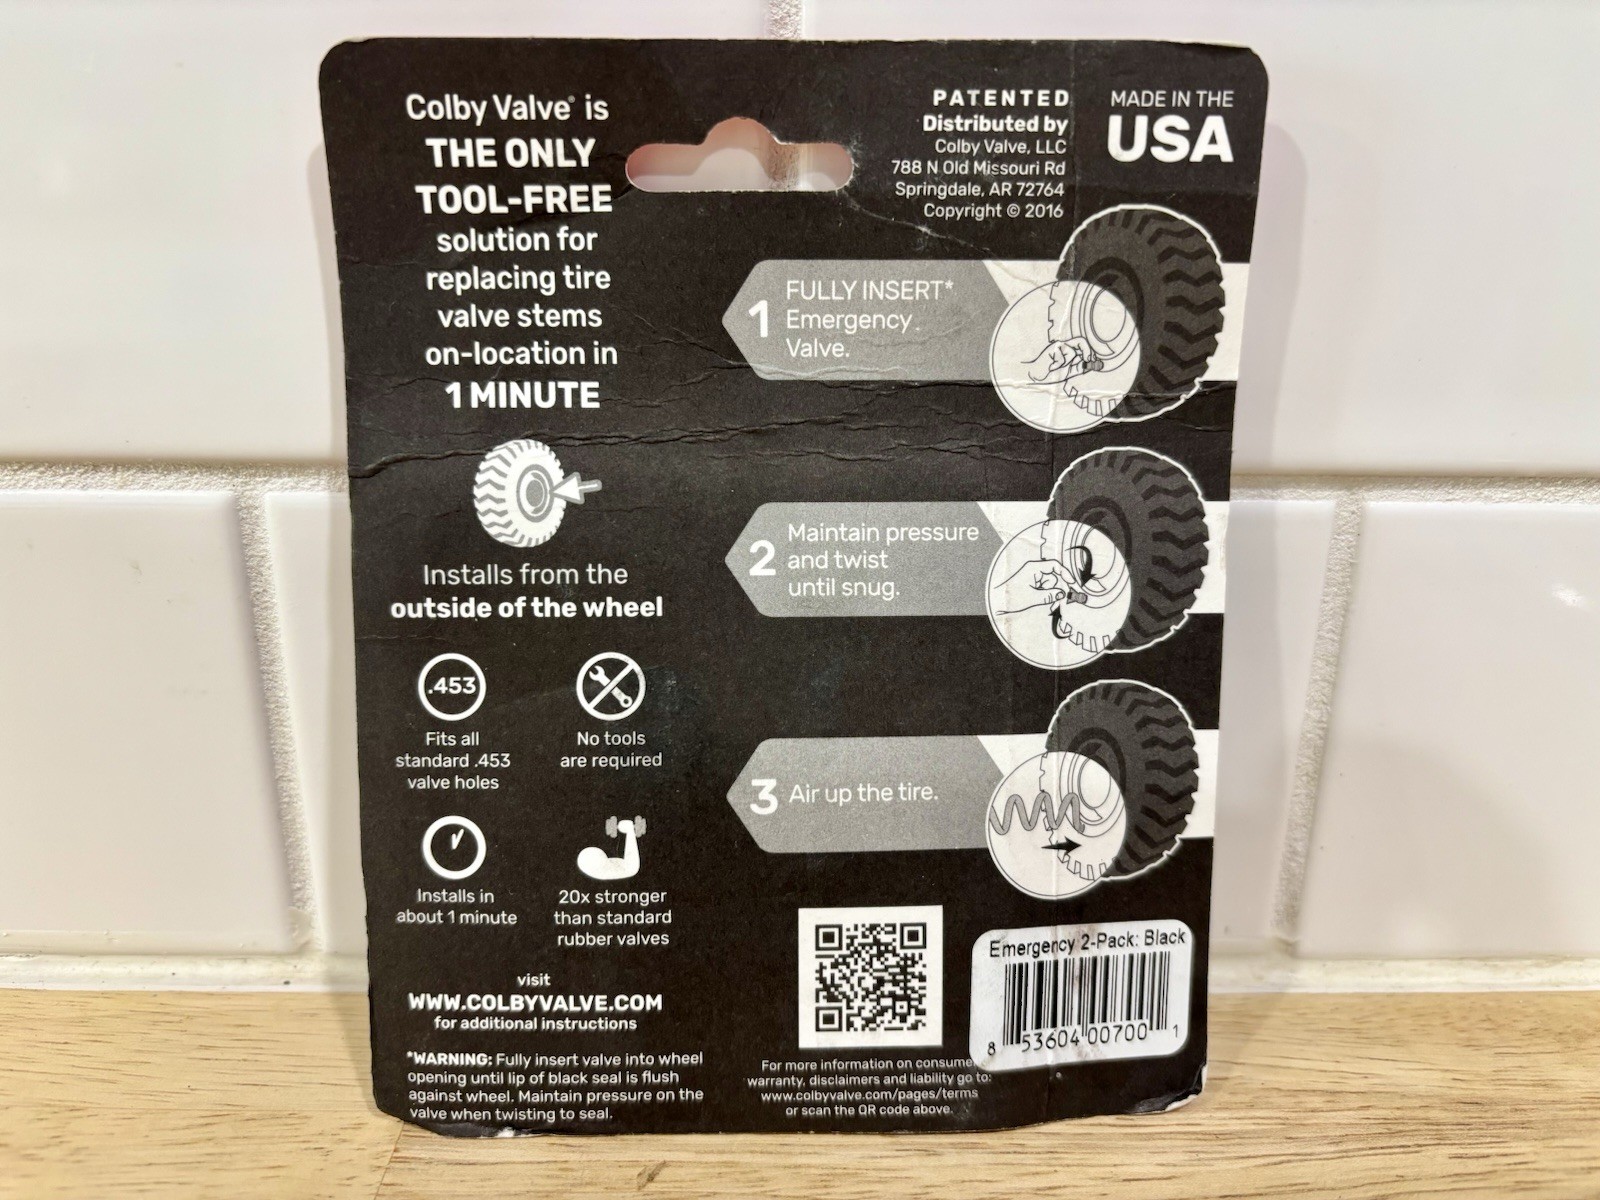 Colby Valve® is
THE ONLY
TOOL-FREE
solution for
replacing tire
valve stems
on-location in
1 MINUTE
Installs from the
outside of the wheel
.453
Fits all
standard .453
valve holes
No tools
are required
Installs in
about 1 minute
20x stronger
than standard
rubber valves
visit
WWW.COLBYVALVE.COM
for additional instructions
*WARNING: Fully insert valve into wheel
opening until lip of black seal is flush
against wheel. Maintain pressure on the
valve when twisting to seal.
PATENTED
Distributed by
Colby Valve, LLC
788 N Old Missouri Rd
Springdale, AR 72764
Copyright © 2016
MADE IN THE
USA
1
FULLY INSERT*
Emergency
Valve.
2
Maintain pressure
and twist
until snug.
3
Air up the tire.
For more information on consume
warranty, disclaimers and liability go to:
www.colbyvalve.com/pages/terms
or scan the QR code above.
Emergency 2-Pack: Black
8 53604 00700 1